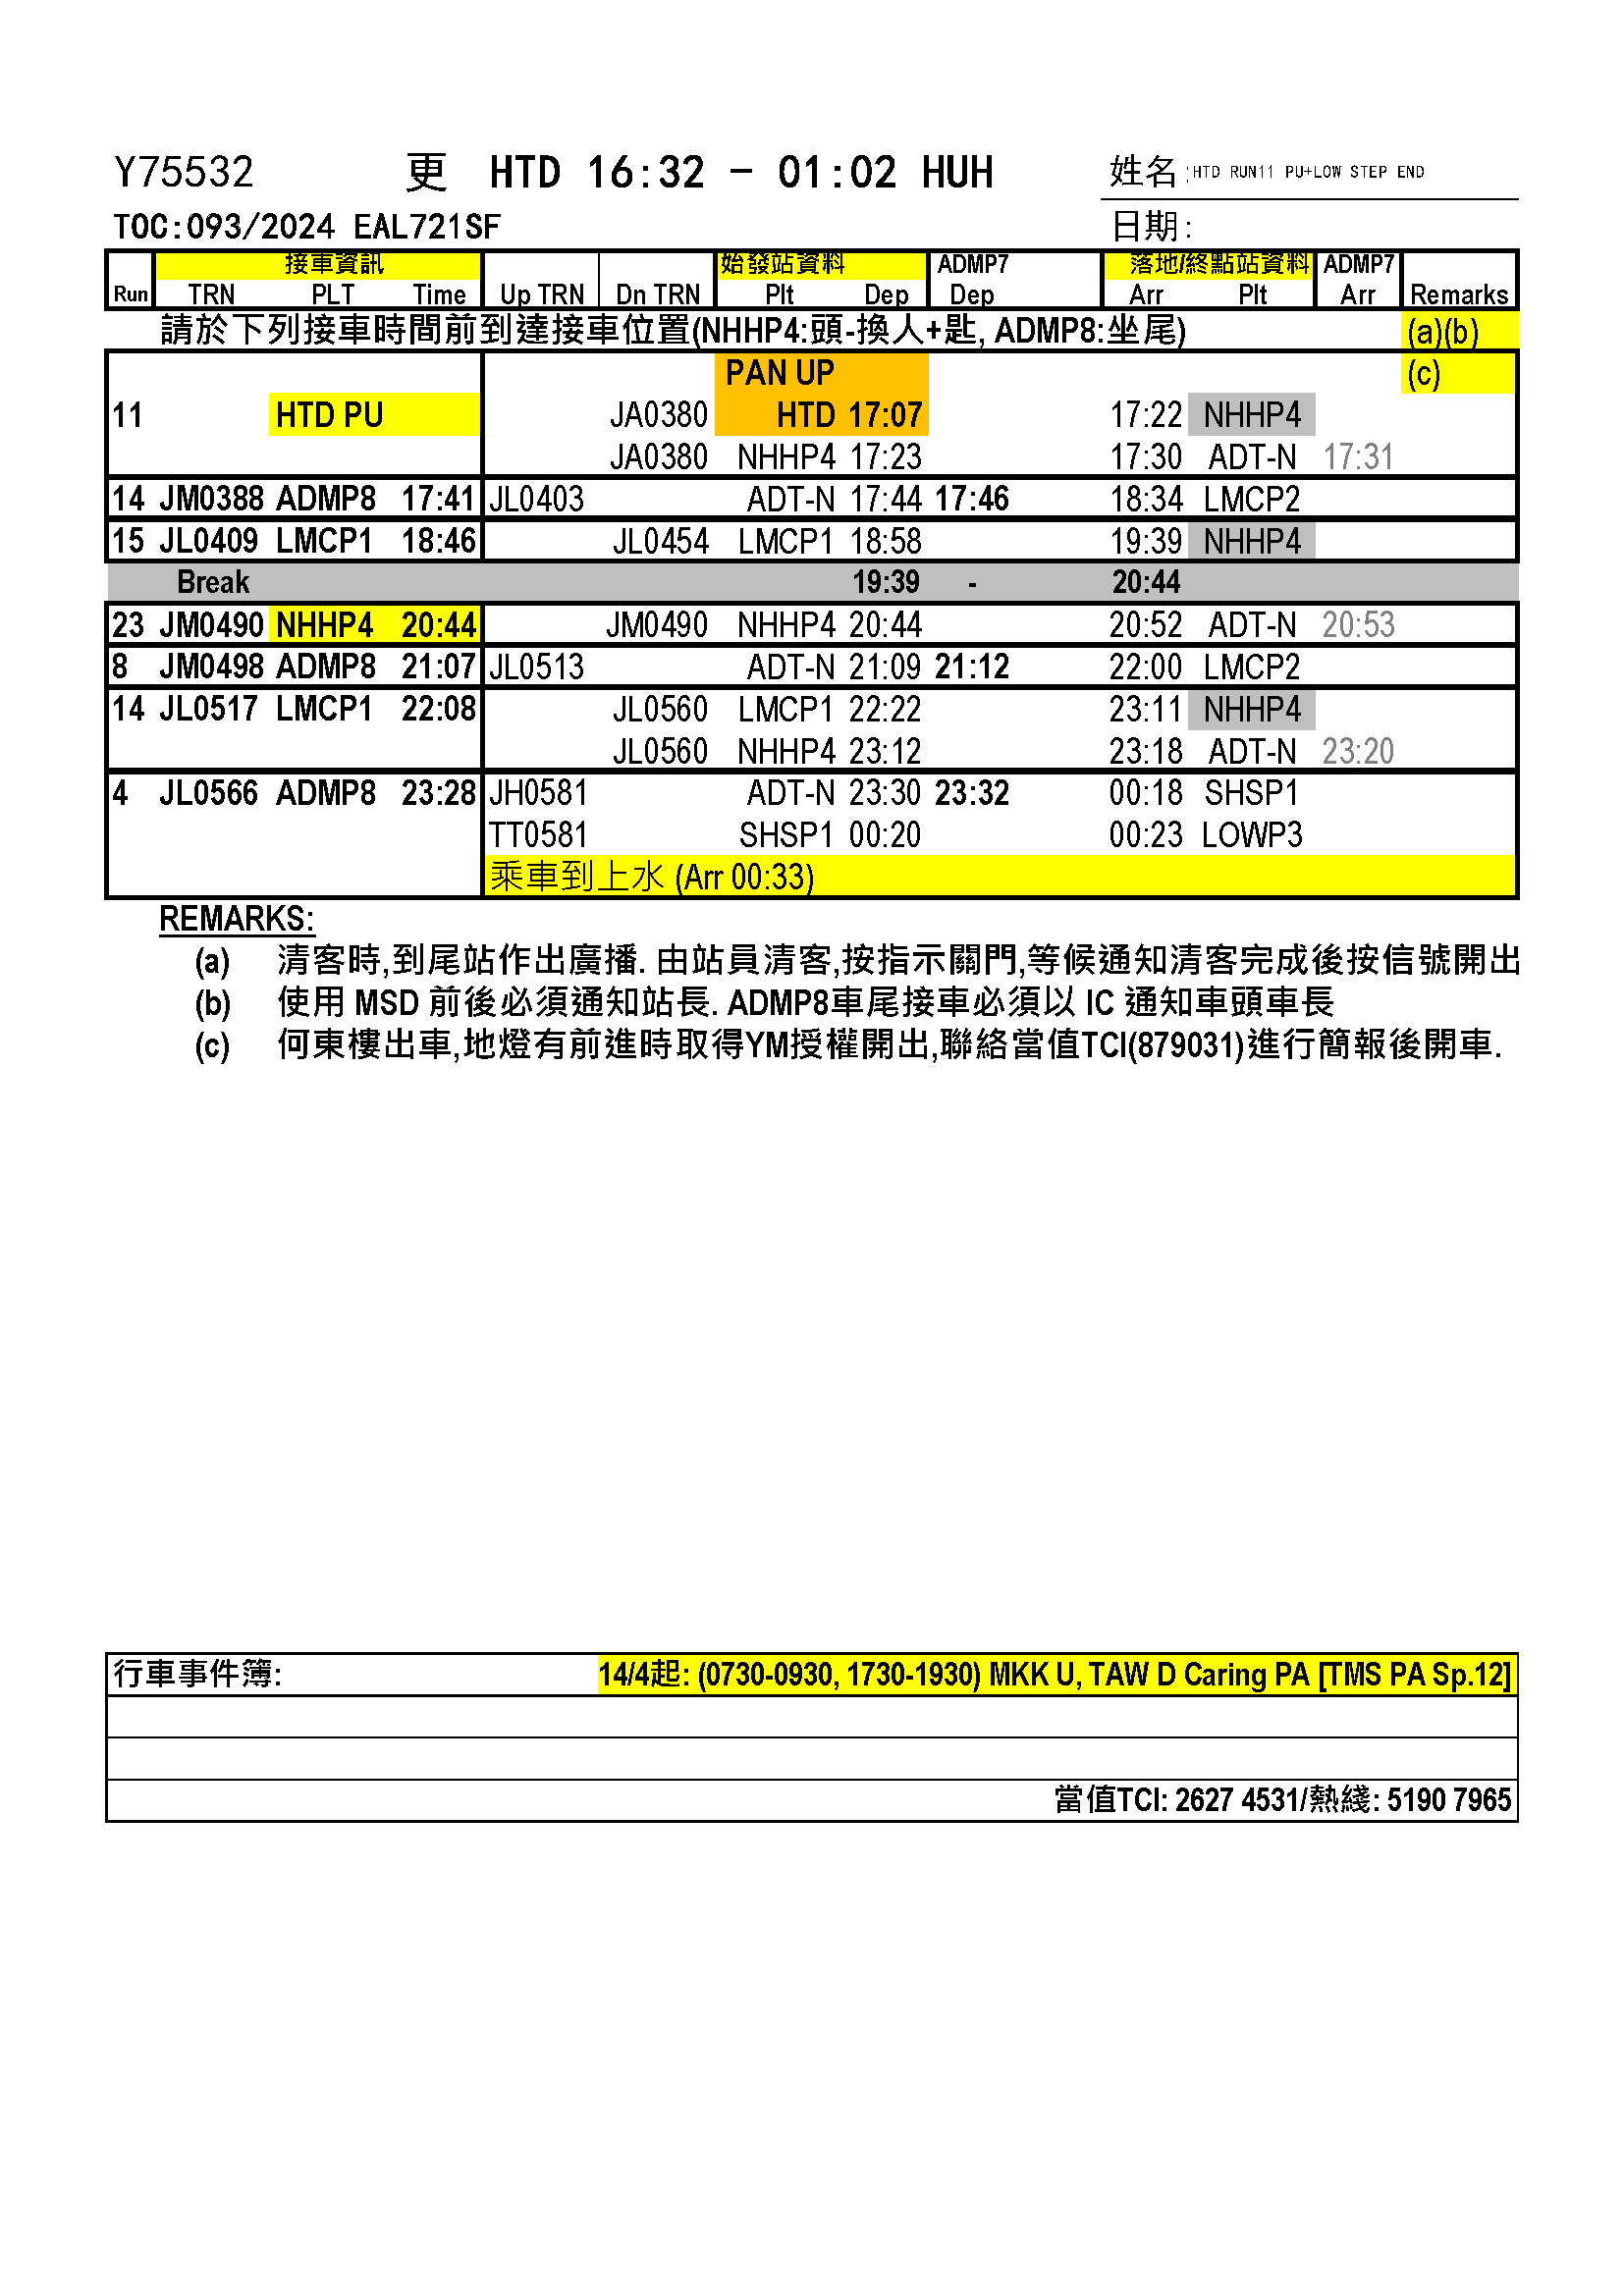 Y75532 更 HTD 16:32 - 01:02 HUH 姓名:HTD RUN11 PU+LOW STEP END
TOC:093/2024 EAL721SF 日期:
接車資訊 始發站資料 ADMP7 落地/終點站資料 ADMP7
Run TRN PLT Time Up TRN Dn TRN Plt Dep Dep Arr Plt Arr Remarks
請於下列接車時間前到達接車位置(NHHP4:頭-換人+匙, ADMP8:坐尾) (a)(b)
PAN UP (c)
11 HTD PU JA0380 HTD 17:07 17:22 NHHP4
JA0380 NHHP4 17:23 17:30 ADT-N 17:31
14 JM0388 ADMP8 17:41 JL0403 ADT-N 17:44 17:46 18:34 LMCP2
15 JL0409 LMCP1 18:46 JL0454 LMCP1 18:58 19:39 NHHP4
Break 19:39 - 20:44
23 JM0490 NHHP4 20:44 JM0490 NHHP4 20:44 20:52 ADT-N 20:53
8 JM0498 ADMP8 21:07 JL0513 ADT-N 21:09 21:12 22:00 LMCP2
14 JL0517 LMCP1 22:08 JL0560 LMCP1 22:22 23:11 NHHP4
JL0560 NHHP4 23:12 23:18 ADT-N 23:20
4 JL0566 ADMP8 23:28 JH0581 ADT-N 23:30 23:32 00:18 SHSP1
TT0581 SHSP1 00:20 00:23 LOWP3
乘車到上水 (Arr 00:33)
REMARKS:
(a) 清客時,到尾站作出廣播. 由站員清客,按指示關門,等候通知清客完成後按信號開出
(b) 使用 MSD 前後必須通知站長. ADMP8車尾接車必須以 IC 通知車頭車長
(c) 何東樓出車,地燈有前進時取得YM授權開出,聯絡當值TCI(879031)進行簡報後開車.
行車事件簿: 14/4起: (0730-0930, 1730-1930) MKK U, TAW D Caring PA [TMS PA Sp.12]
當值TCI: 2627 4531/熱綫: 5190 7965